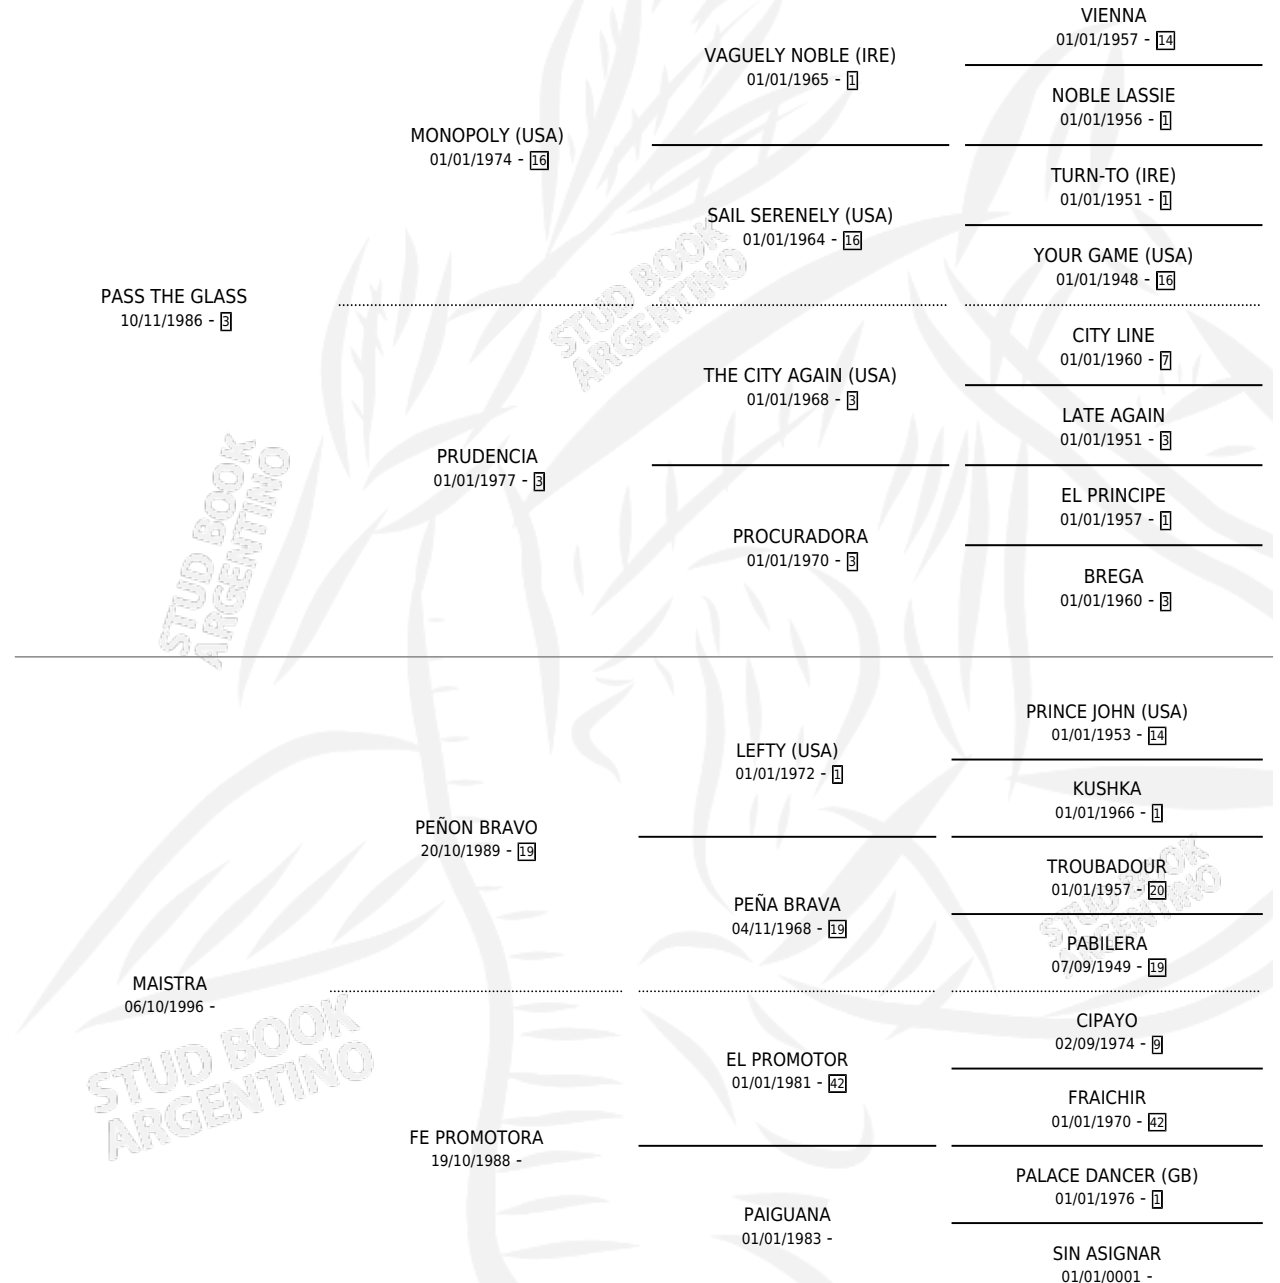 VIENNA
01/01/1957 - 14
VAGUELY NOBLE (IRE)
01/01/1965 - 1
NOBLE LASSIE
01/01/1956 - 1
MONOPOLY (USA)
01/01/1974 - 16
TURN-TO (IRE)
01/01/1951 - 1
SAIL SERENELY (USA)
01/01/1964 - 16
YOUR GAME (USA)
01/01/1948 - 16
PASS THE GLASS
10/11/1986 - 3
CITY LINE
01/01/1960 - 7
THE CITY AGAIN (USA)
01/01/1968 - 3
LATE AGAIN
01/01/1951 - 3
PRUDENCIA
01/01/1977 - 3
EL PRINCIPE
01/01/1957 - 1
PROCURADORA
01/01/1970 - 3
BREGA
01/01/1960 - 3
STUD BOOK
ARGENTINO
STUD BOOK
ARGENTINO
PRINCE JOHN (USA)
01/01/1953 - 14
LEFTY (USA)
01/01/1972 - 1
KUSHKA
01/01/1966 - 1
PEÑON BRAVO
20/10/1989 - 19
TROUBADOUR
01/01/1957 - 20
PEÑA BRAVA
04/11/1968 - 19
PABILERA
07/09/1949 - 19
STUD BOOK
ARGENTINO
MAISTRA
06/10/1996 -
CIPAYO
02/09/1974 - 9
EL PROMOTOR
01/01/1981 - 42
FRAICHIR
01/01/1970 - 42
FE PROMOTORA
19/10/1988 -
PALACE DANCER (GB)
01/01/1976 - 1
PAIGUANA
01/01/1983 -
SIN ASIGNAR
01/01/0001 -
STUD BOOK
ARGENTINO